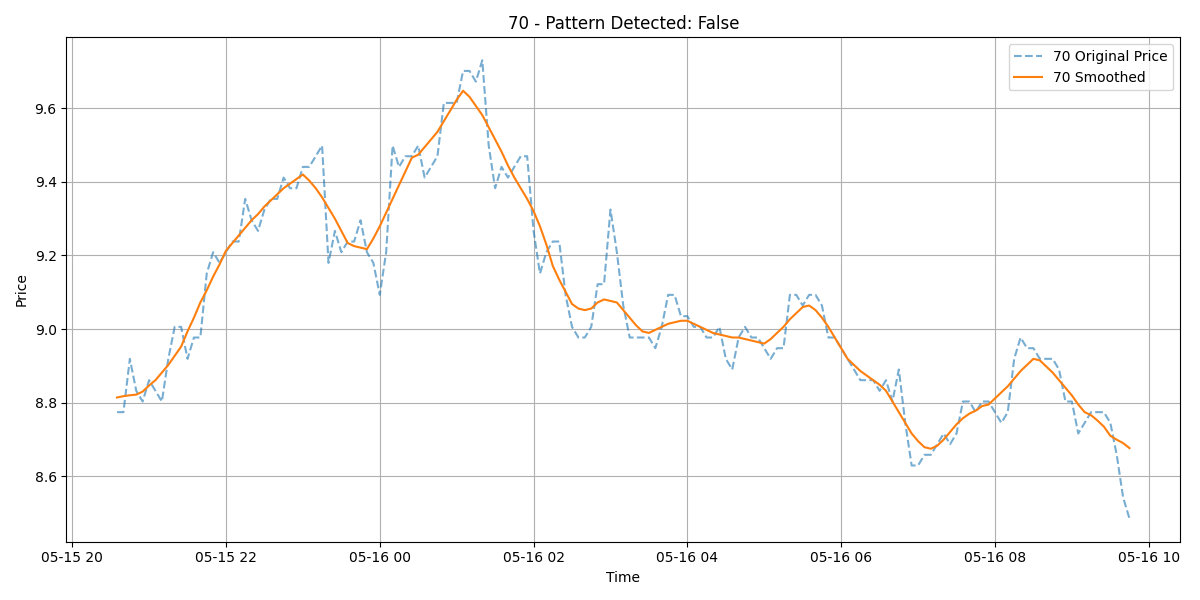 70 - Pattern Detected: False
70 Original Price
70 Smoothed
Price
9.6
9.4
9.2
9.0
8.8
8.6
05-15 20
05-15 22
05-16 00
05-16 02
05-16 04
05-16 06
05-16 08
05-16 10
Time